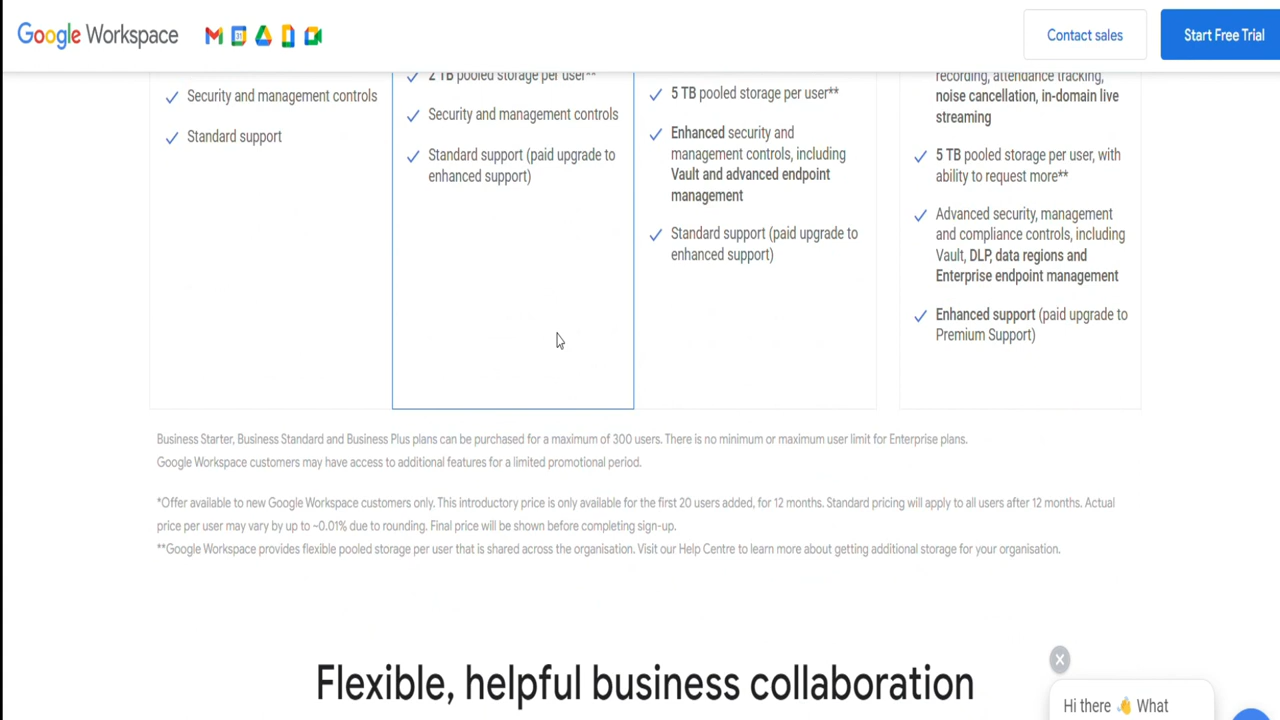 Google Workspace
31
Contact sales
Start Free Trial
Security and management controls
Standard support
2 TB pooled storage per user**
Security and management controls
Standard support (paid upgrade to
enhanced support)
5 TB pooled storage per user**
Enhanced security and
management controls, including
Vault and advanced endpoint
management
Standard support (paid upgrade to
enhanced support)
recording, attendance tracking,
noise cancellation, in-domain live
streaming
5 TB pooled storage per user, with
ability to request more**
Advanced security, management
and compliance controls, including
Vault, DLP, data regions and
Enterprise endpoint management
Enhanced support (paid upgrade to
Premium Support)
Business Starter, Business Standard and Business Plus plans can be purchased for a maximum of 300 users. There is no minimum or maximum user limit for Enterprise plans.
Google Workspace customers may have access to additional features for a limited promotional period.
*Offer available to new Google Workspace customers only. This introductory price is only available for the first 20 users added, for 12 months. Standard pricing will apply to all users after 12 months. Actual
price per user may vary by up to ~0.01% due to rounding. Final price will be shown before completing sign-up.
**Google Workspace provides flexible pooled storage per user that is shared across the organisation. Visit our Help Centre to learn more about getting additional storage for your organisation.
Flexible, helpful business collaboration
Hi there 👋 What